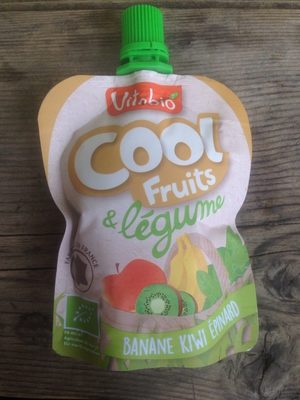 Vitabio
COOL
Fruits
& légume
BANANE KIWI ÉPINARD